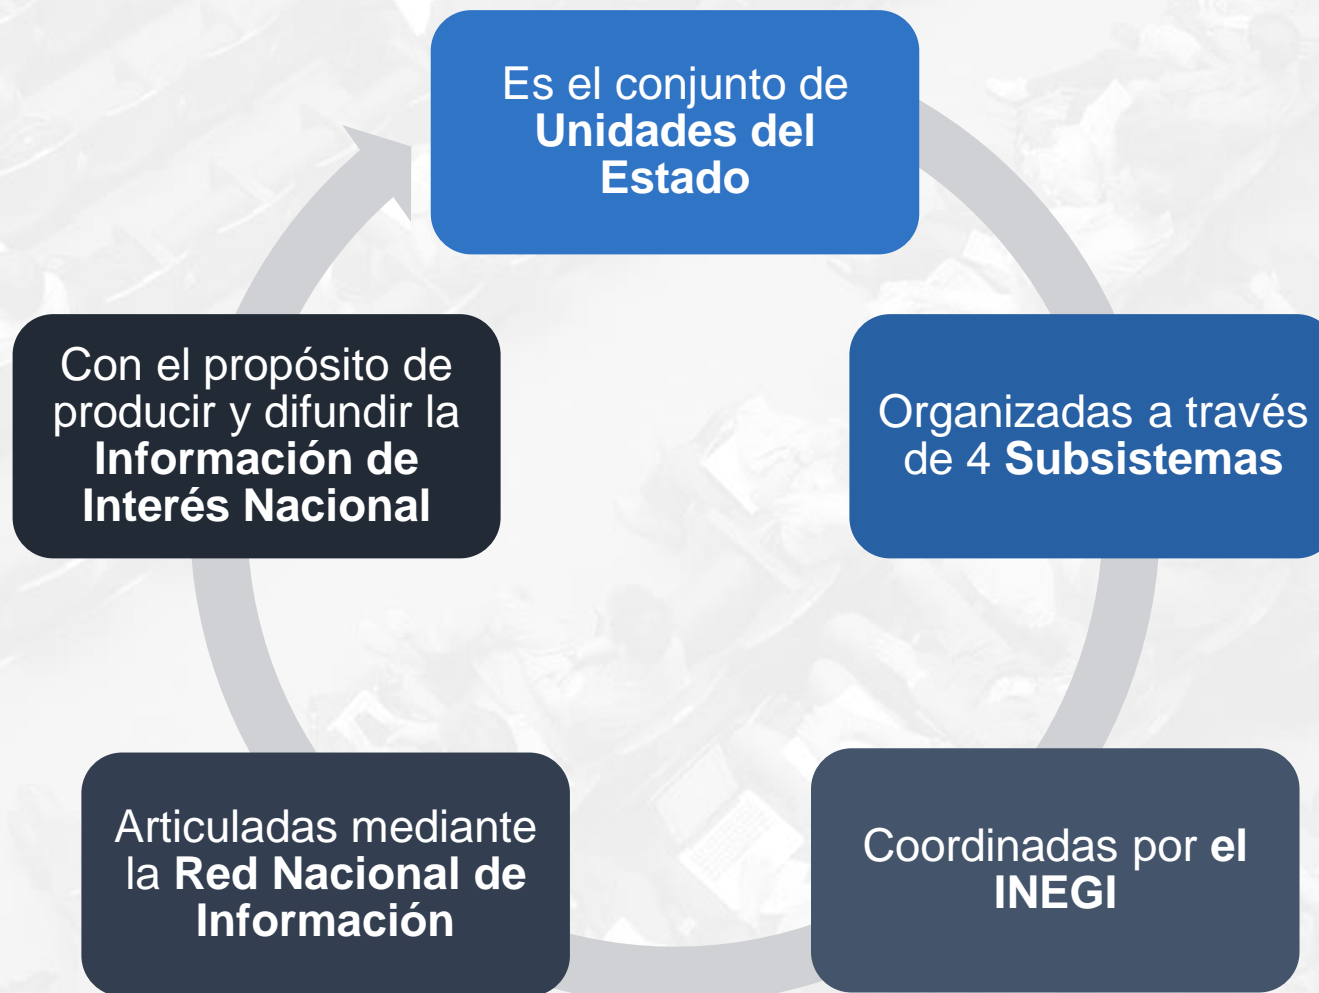 Es el conjunto de
Unidades del
Estado
Organizadas a través
de 4 Subsistemas
Coordinadas por el
INEGI
Articuladas mediante
la Red Nacional de
Información
Con el propósito de
producir y difundir la
Información de
Interés Nacional